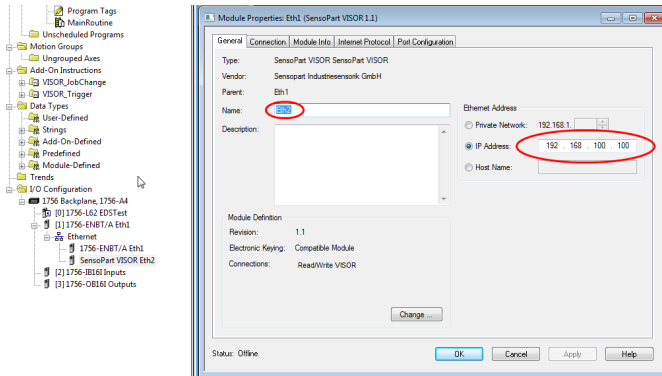 Program Tags
MainRoutine
Unscheduled Programs
Motion Groups
Ungrouped Axes
Add-On Instructions
VISOR_JobChange
VISOR_Trigger
Data Types
User-Defined
Strings
Add-On-Defined
Predefined
Module-Defined
Trends
I/O Configuration
1756 Backplane, 1756-A4
[0] 1756-L62 EDSTest
[1] 1756-ENBT/A Eth1
Ethernet
1756-ENBT/A Eth1
SensoPart VISOR Eth2
[2] 1756-IB16I Inputs
[3] 1756-OB16I Outputs
Module Properties: Eth1 (SensoPart VISOR 1.1)
General Connection Module Info Internet Protocol Port Configuration
Type: SensoPart VISOR SensoPart VISOR
Vendor: Sensopart Industriesensorik GmbH
Parent: Eth1
Name: Eth2
Description:
Ethernet Address
Private Network: 192.168.1.
IP Address: 192 . 168 . 100 . 100
Host Name:
Module Definition
Revision: 1.1
Electronic Keying: Compatible Module
Connections: Read/Write VISOR
Change ...
Status: Offline
OK Cancel Apply Help